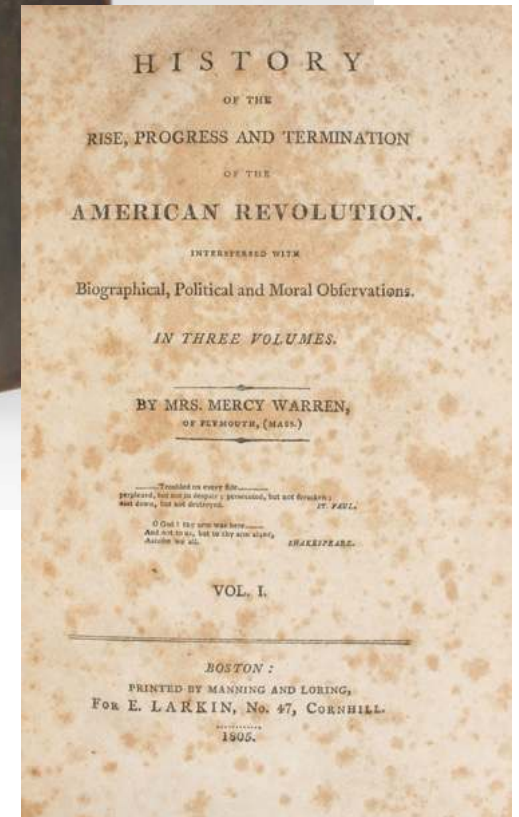 HISTORY
OF THE
RISE, PROGRESS AND TERMINATION
OF THE
AMERICAN REVOLUTION.
INTERSPERSED WITH
Biographical, Political and Moral Obſervations.
IN THREE VOLUMES.
BY MRS. MERCY WARREN,
OF PLYMOUTH, (MASS.)
Troubled on every ſide
perplexed, but not in deſpair; perſecuted, but not forſaken;
caſt down, but not deſtroyed. ST. PAUL.
O God! thy arm was here
And not to us, but to thy arm alone,
Aſcribe we all. SHAKESPEARE.
VOL. I.
BOSTON:
PRINTED BY MANNING AND LORING,
FOR E. LARKIN, No. 47, CORNHILL.
1805.